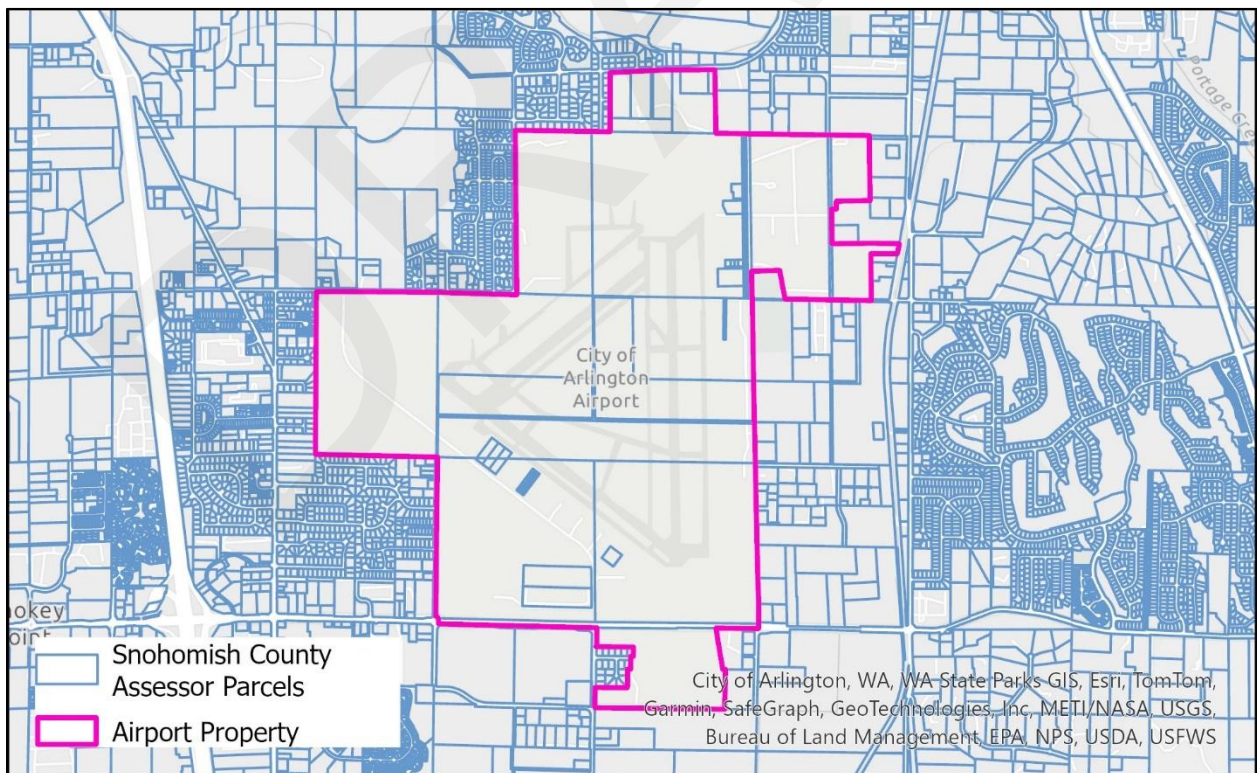 Portage Cre
City of
Arlington
Airport
okey
oint
Snohomish County
Assessor Parcels
Airport Property
City of Arlington, WA, WA State Parks GIS, Esri, TomTom,
Garmin, SafeGraph, GeoTechnologies, Inc, METI/NASA, USGS,
Bureau of Land Management, EPA, NPS, USDA, USFWS